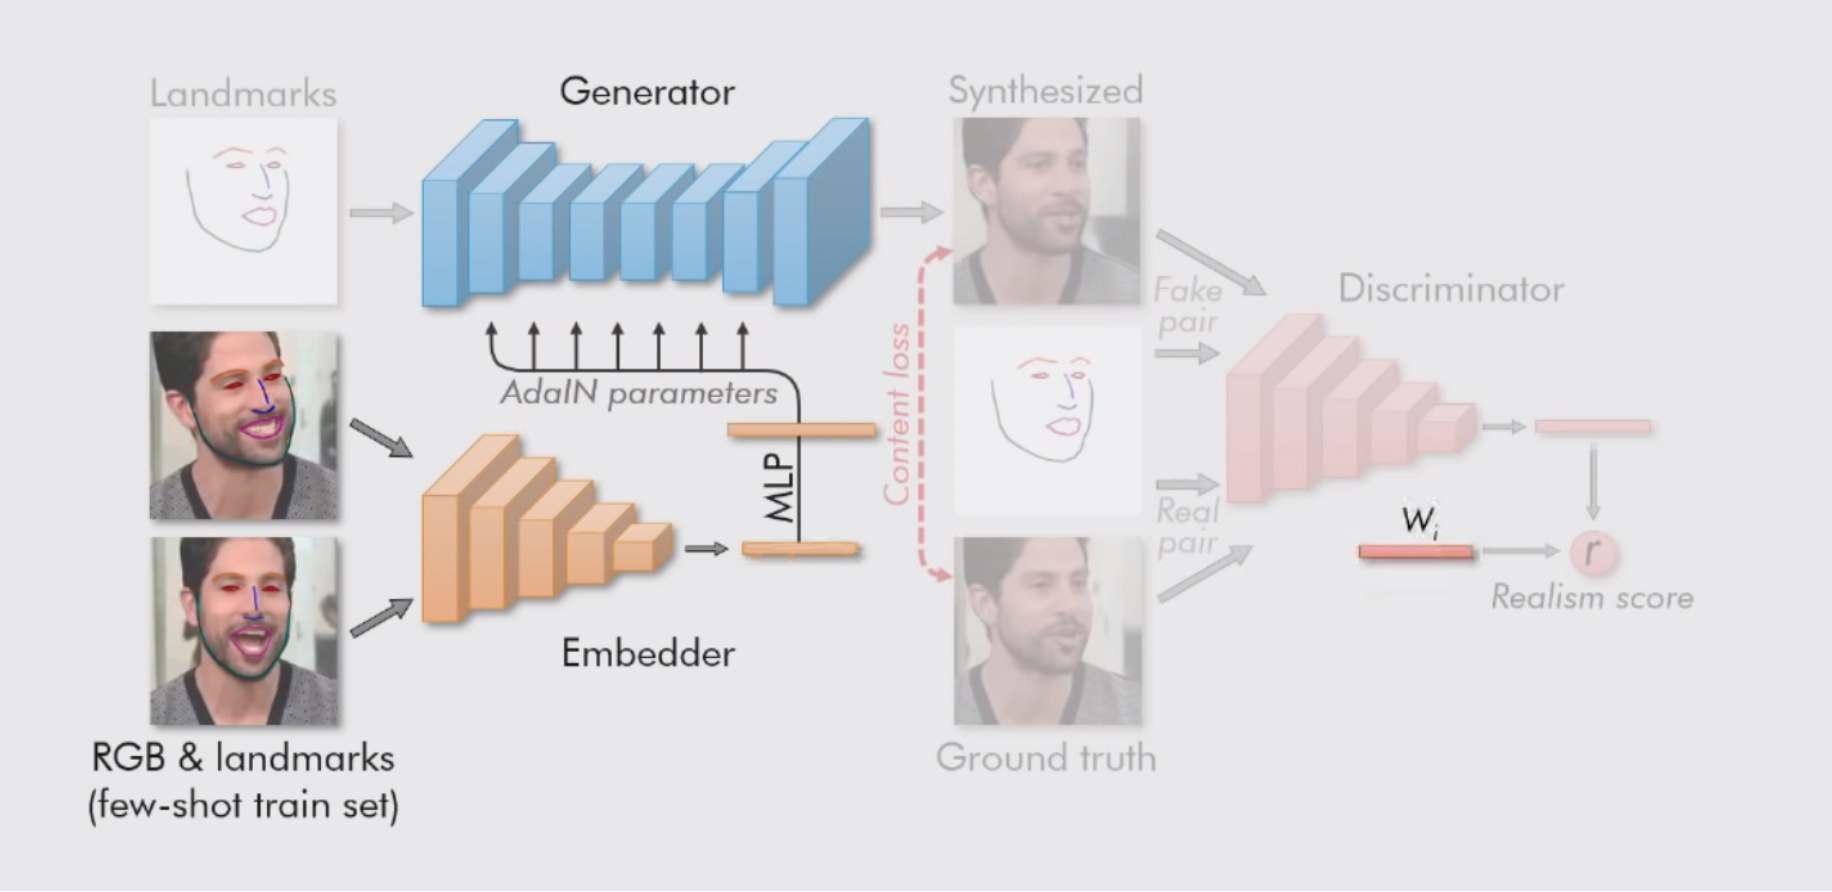 Landmarks
Generator
Synthesized
Discriminator
Fake
pair
AdaIN parameters
Content loss
MLP
Real
pair
Wi
r
Realism score
Embedder
RGB & landmarks
(few-shot train set)
Ground truth